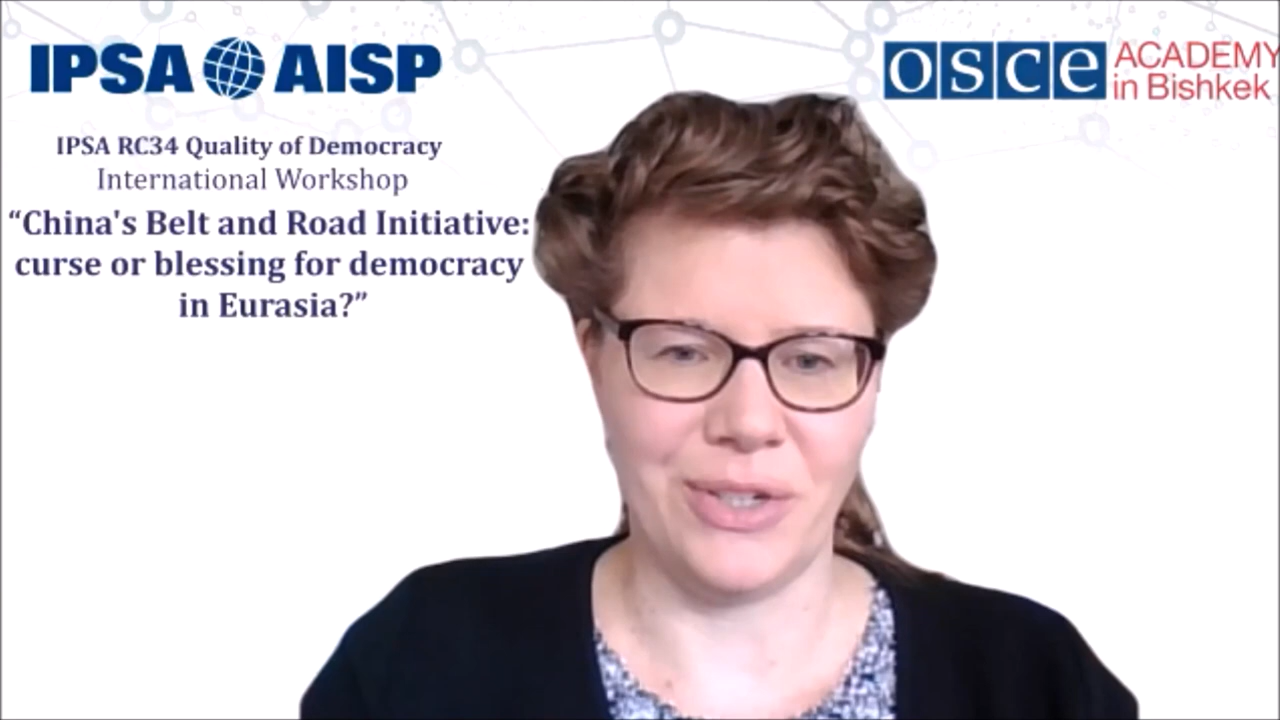 IPSA AISP
OSCE ACADEMY
in Bishkek
IPSA RC34 Quality of Democracy
International Workshop
“China's Belt and Road Initiative:
curse or blessing for democracy
in Eurasia?”